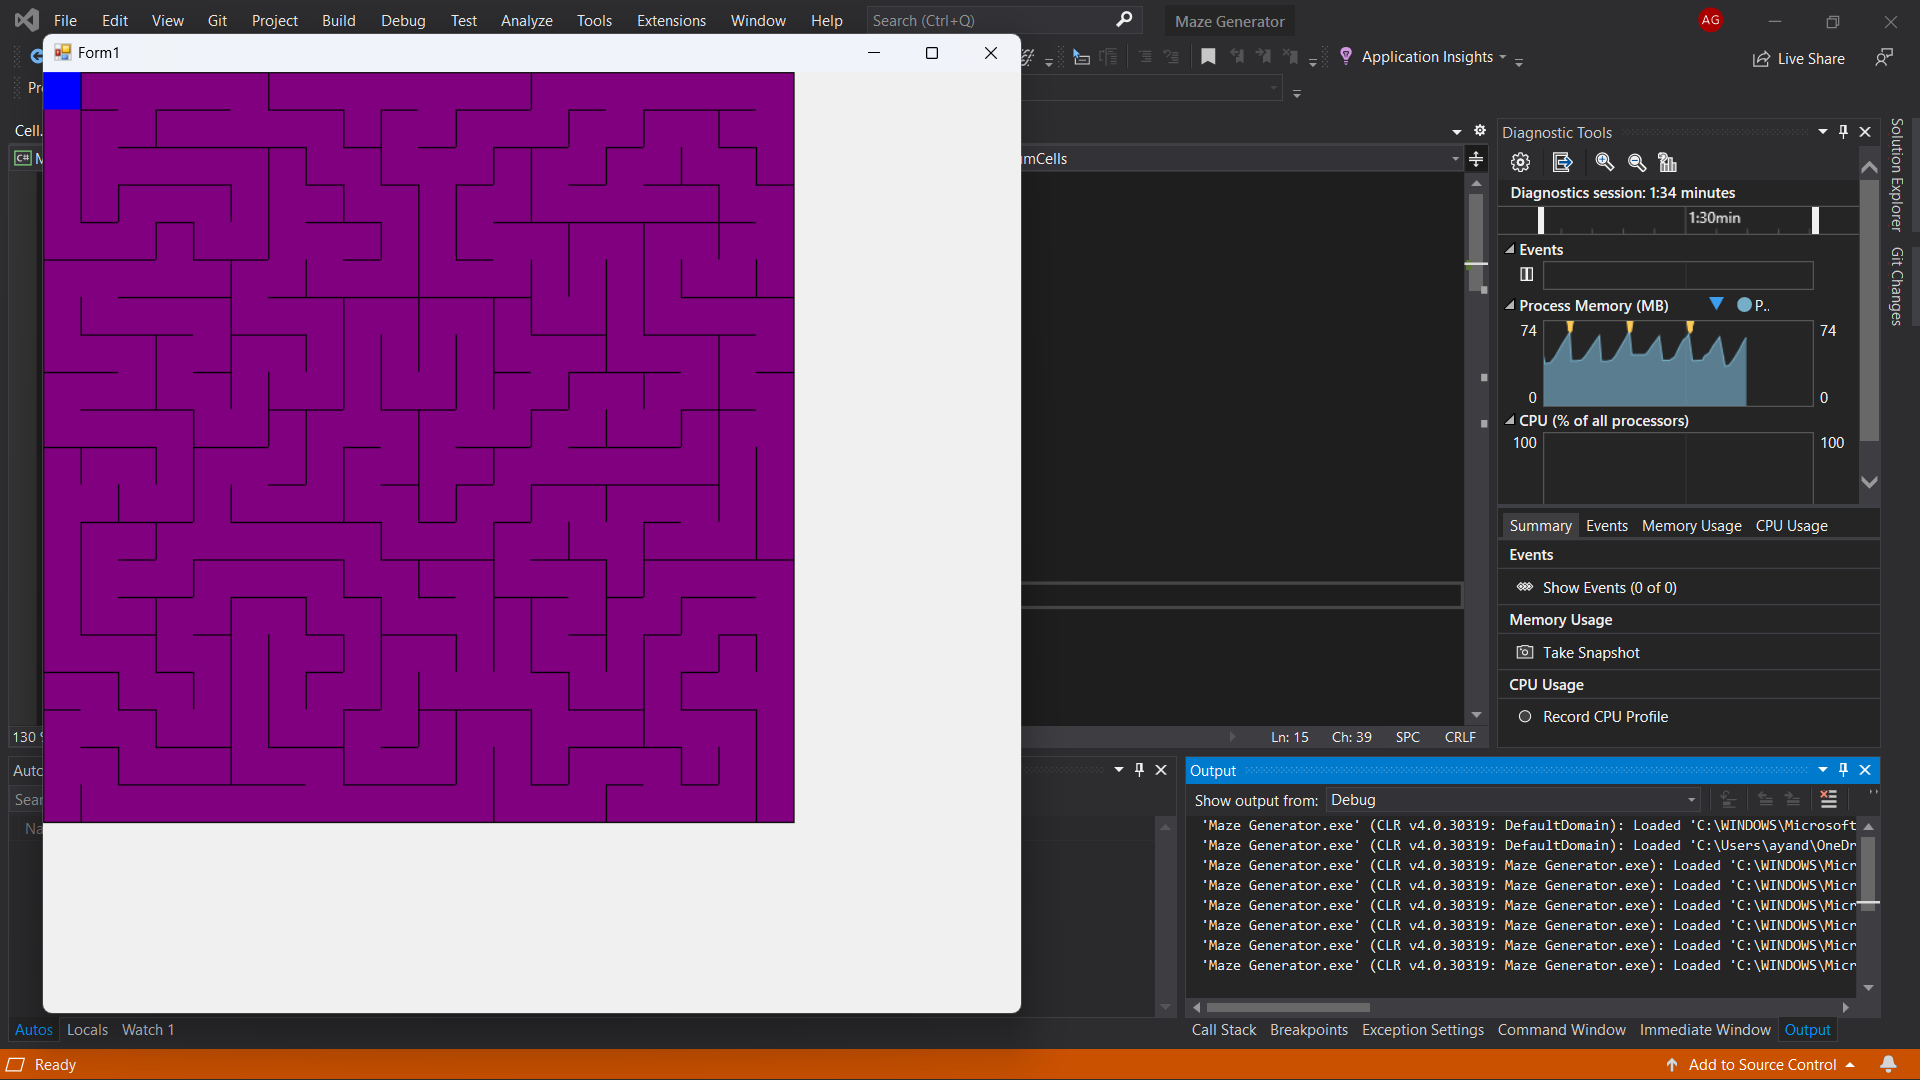 File Edit View Git Project Build Debug Test Analyze Tools Extensions Window Help Search (Ctrl+Q) Maze Generator AG
Form1
Application Insights
Live Share
Cell.
Diagnostic Tools
C#
umCells
Diagnostics session: 1:34 minutes
1:30min
Events
Process Memory (MB) P..
74 74
0 0
CPU (% of all processors)
100 100
Summary Events Memory Usage CPU Usage
Events
Show Events (0 of 0)
Memory Usage
Take Snapshot
CPU Usage
Record CPU Profile
Solution Explorer
Git Changes
130 %
Ln: 15 Ch: 39 SPC CRLF
Auto
Sear
Na
Output
Show output from: Debug
'Maze Generator.exe' (CLR v4.0.30319: DefaultDomain): Loaded 'C:\WINDOWS\Microsoft
'Maze Generator.exe' (CLR v4.0.30319: DefaultDomain): Loaded 'C:\Users\ayand\OneDr
'Maze Generator.exe' (CLR v4.0.30319: Maze Generator.exe): Loaded 'C:\WINDOWS\Micr
'Maze Generator.exe' (CLR v4.0.30319: Maze Generator.exe): Loaded 'C:\WINDOWS\Micr
'Maze Generator.exe' (CLR v4.0.30319: Maze Generator.exe): Loaded 'C:\WINDOWS\Micr
'Maze Generator.exe' (CLR v4.0.30319: Maze Generator.exe): Loaded 'C:\WINDOWS\Micr
'Maze Generator.exe' (CLR v4.0.30319: Maze Generator.exe): Loaded 'C:\WINDOWS\Micr
'Maze Generator.exe' (CLR v4.0.30319: Maze Generator.exe): Loaded 'C:\WINDOWS\Micr
Autos Locals Watch 1
Call Stack Breakpoints Exception Settings Command Window Immediate Window Output
Ready
Add to Source Control